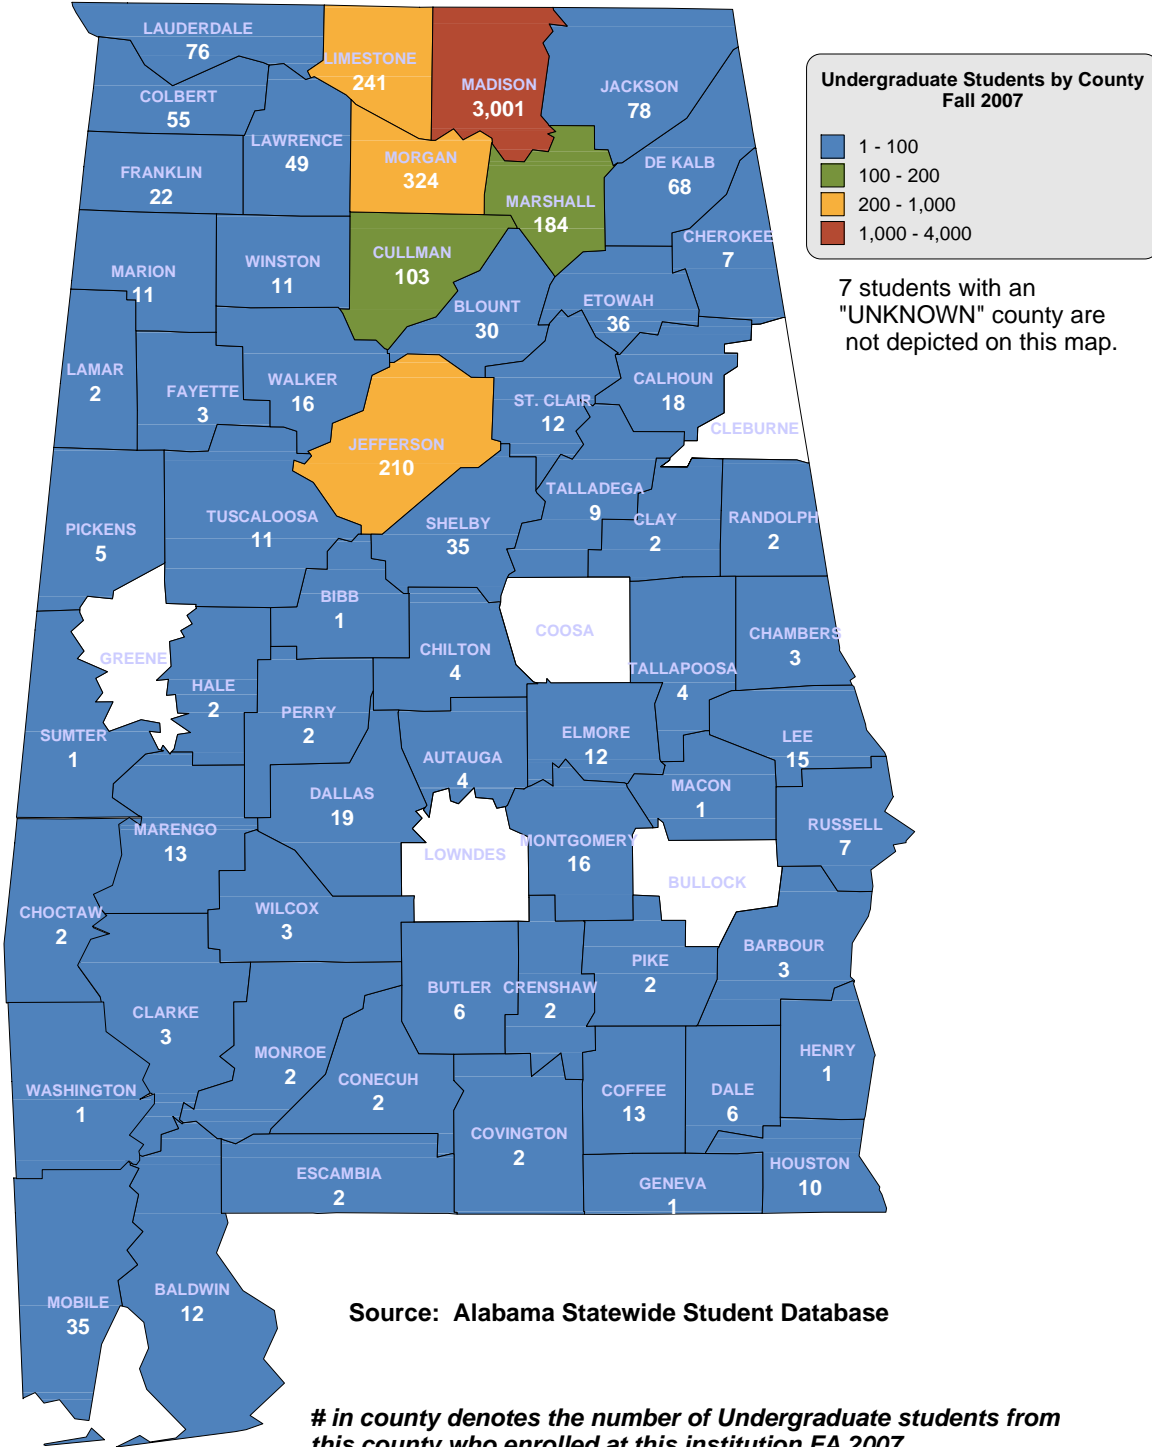 LAUDERDALE
76
LIMESTONE
241
MADISON
3,001
JACKSON
78
COLBERT
55
LAWRENCE
49
MORGAN
324
FRANKLIN
22
MARSHALL
184
DE KALB
68
CHEROKEE
7
MARION
11
WINSTON
11
CULLMAN
103
BLOUNT
30
ETOWAH
36
LAMAR
2
FAYETTE
3
WALKER
16
ST. CLAIR
12
CALHOUN
18
CLEBURNE
JEFFERSON
210
PICKENS
5
TUSCALOOSA
11
SHELBY
35
TALLADEGA
9
CLAY
2
RANDOLPH
2
GREENE
HALE
2
BIBB
1
CHILTON
4
COOSA
TALLAPOOSA
4
CHAMBERS
3
SUMTER
1
PERRY
2
AUTAUGA
4
ELMORE
12
LEE
15
MACON
1
RUSSELL
7
MARENGO
13
DALLAS
19
LOWNDES
MONTGOMERY
16
BULLOCK
CHOCTAW
2
WILCOX
3
BUTLER
6
CRENSHAW
2
PIKE
2
BARBOUR
3
CLARKE
3
MONROE
2
CONECUH
2
HENRY
1
WASHINGTON
1
COVINGTON
2
COFFEE
13
DALE
6
ESCAMBIA
2
GENEVA
1
HOUSTON
10
MOBILE
35
BALDWIN
12
Undergraduate Students by County
Fall 2007
1 - 100
100 - 200
200 - 1,000
1,000 - 4,000
7 students with an
"UNKNOWN" county are
not depicted on this map.
Source: Alabama Statewide Student Database
# in county denotes the number of Undergraduate students from
this county who enrolled at this institution FA 2007